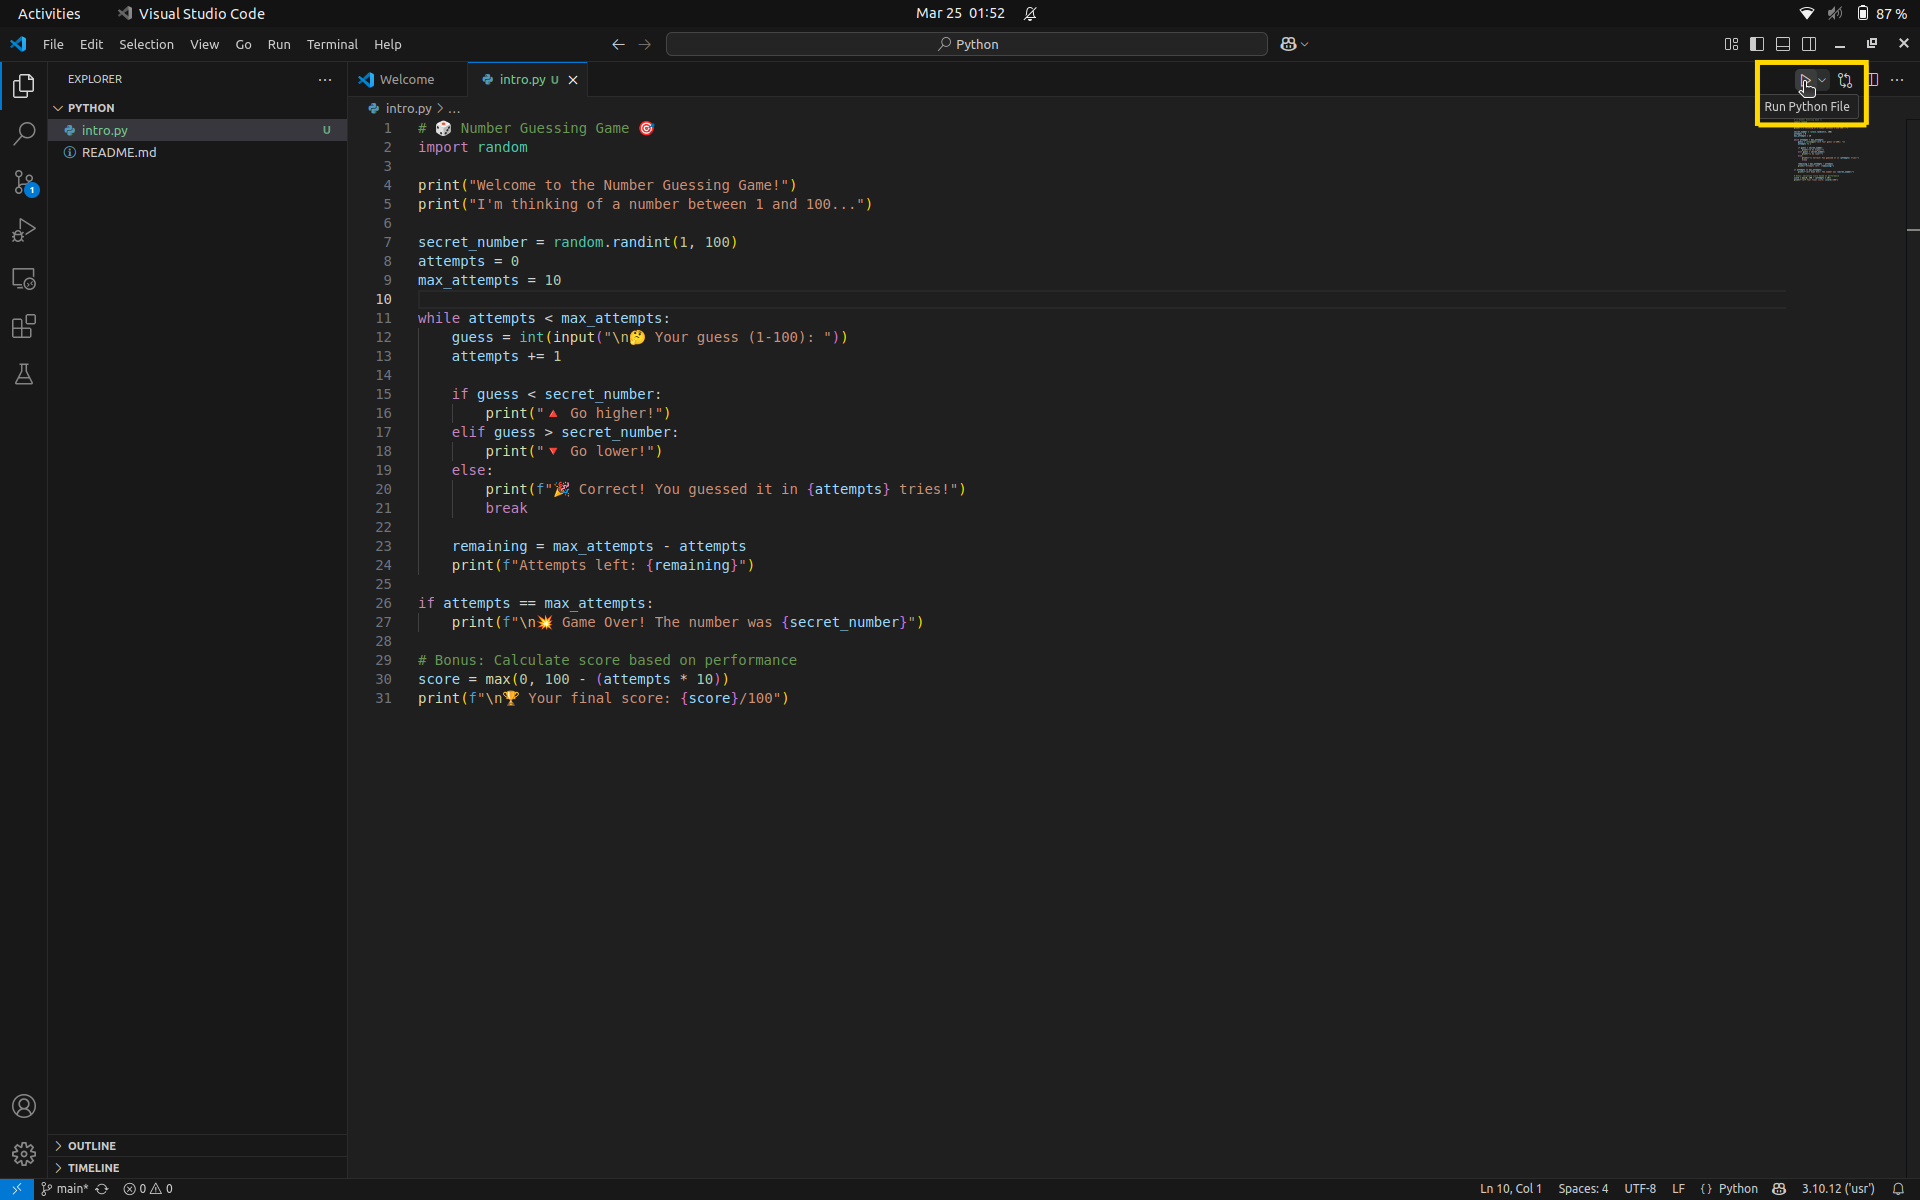 Activities Visual Studio Code Mar 25 01:52 87 %
File Edit Selection View Go Run Terminal Help Python
EXPLORER Welcome intro.py U
PYTHON intro.py > ... Run Python File
intro.py U
README.md
1 # 🎲 Number Guessing Game 🎯
2 import random
3
4 print("Welcome to the Number Guessing Game!")
5 print("I'm thinking of a number between 1 and 100...")
6
7 secret_number = random.randint(1, 100)
8 attempts = 0
9 max_attempts = 10
10
11 while attempts < max_attempts:
12     guess = int(input("\n🤔 Your guess (1-100): "))
13     attempts += 1
14
15     if guess < secret_number:
16         print("🔺 Go higher!")
17     elif guess > secret_number:
18         print("🔻 Go lower!")
19     else:
20         print(f"🎉 Correct! You guessed it in {attempts} tries!")
21         break
22
23     remaining = max_attempts - attempts
24     print(f"Attempts left: {remaining}")
25
26 if attempts == max_attempts:
27     print(f"\n💥 Game Over! The number was {secret_number}")
28
29 # Bonus: Calculate score based on performance
30 score = max(0, 100 - (attempts * 10))
31 print(f"\n🏆 Your final score: {score}/100")
1
OUTLINE
TIMELINE
main* 0 0 Ln 10, Col 1 Spaces: 4 UTF-8 LF { } Python 3.10.12 ('usr')